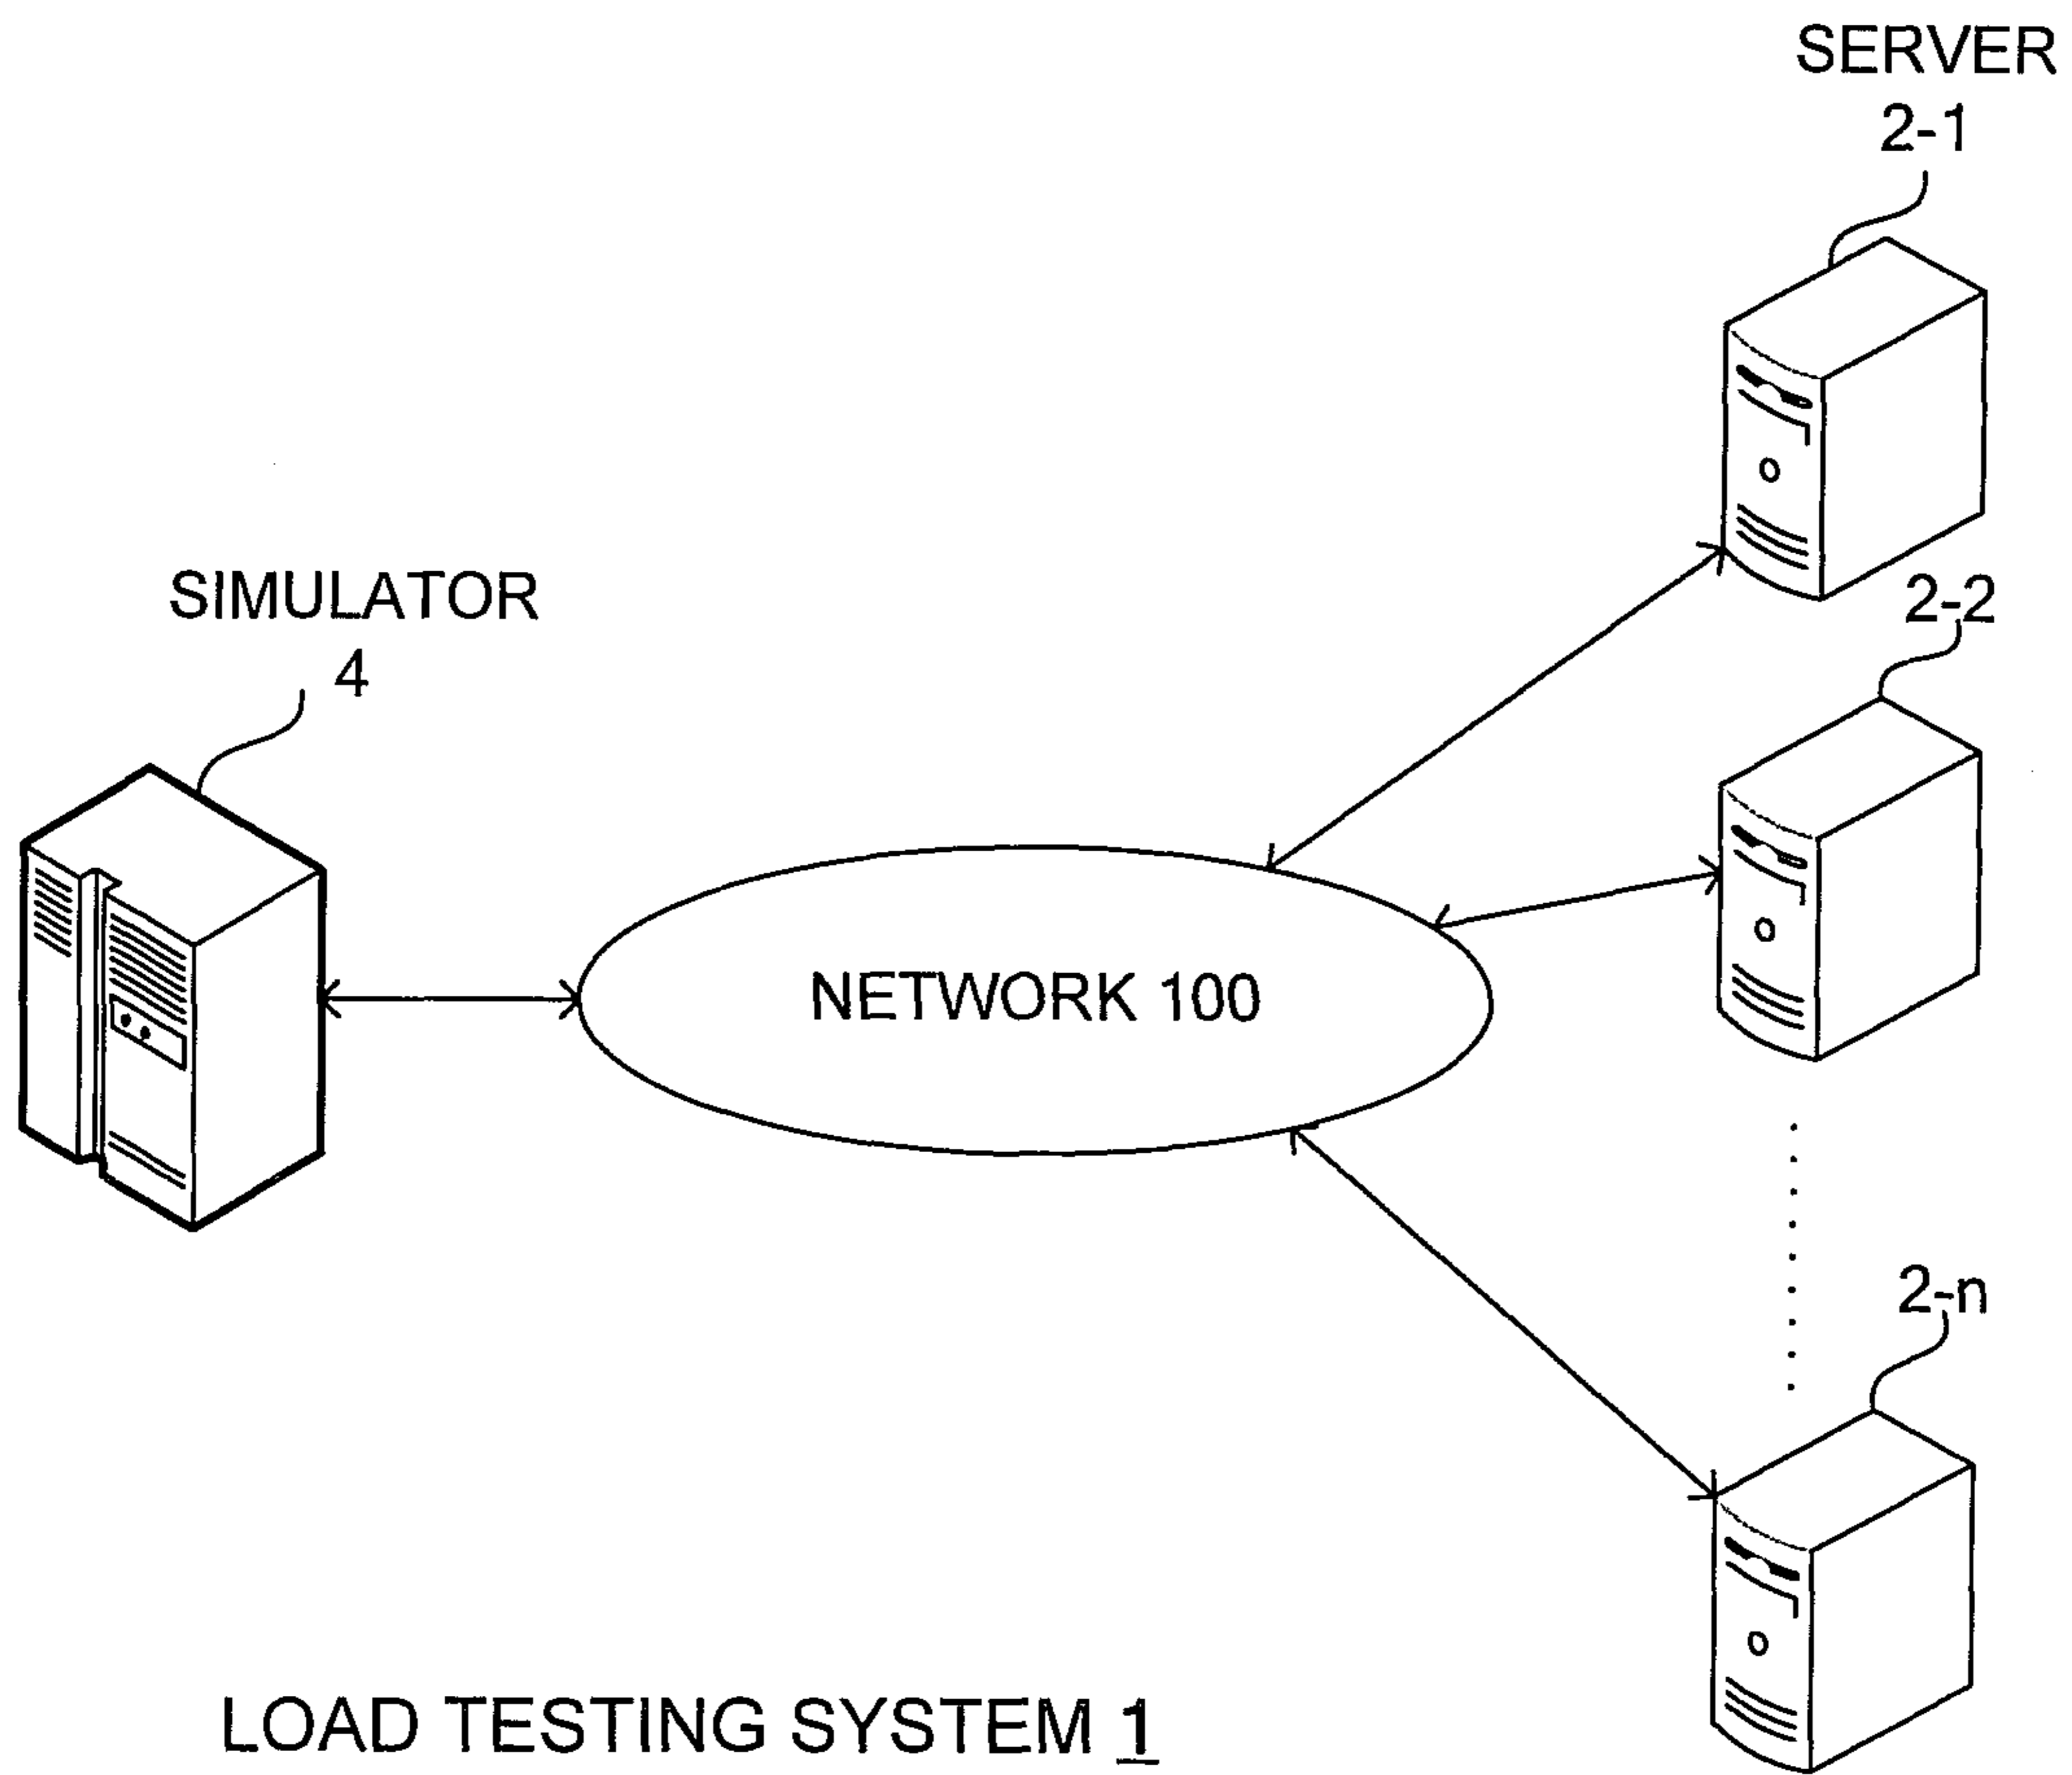 SERVER
2-1
SIMULATOR
4
2-2
NETWORK 100
2-n
LOAD TESTING SYSTEM 1